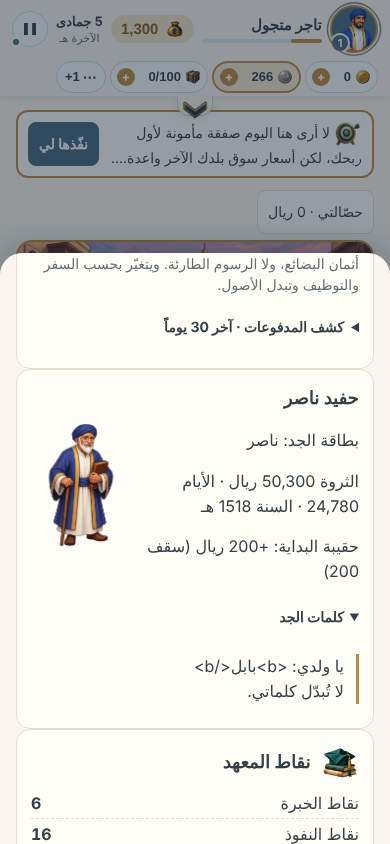 تاجر متجول
1
1,300
5 جمادى
الآخرة هـ
0
266
0/100
+1 ···
لا أرى هنا اليوم صفقة مأمونة لأول
ربحك، لكن أسعار سوق بلدك الآخر واعدة....
نفّذها لي
حصّالتي · 0 ريال
أثمان البضائع، ولا الرسوم الطارئة. ويتغيّر بحسب السفر
والتوظيف وتبدل الأصول.
◀ كشف المدفوعات · آخر 30 يوماً
حفيد ناصر
بطاقة الجد: ناصر
الثروة 50,300 ريال · الأيام
24,780 · السنة 1518 هـ
حقيبة البداية: +200 ريال (سقف
200)
▼ كلمات الجد
يا ولدي: <b>بابل</b>
لا تُبدّل كلماتي.
نقاط المعهد
نقاط الخبرة 6
نقاط النفوذ 16